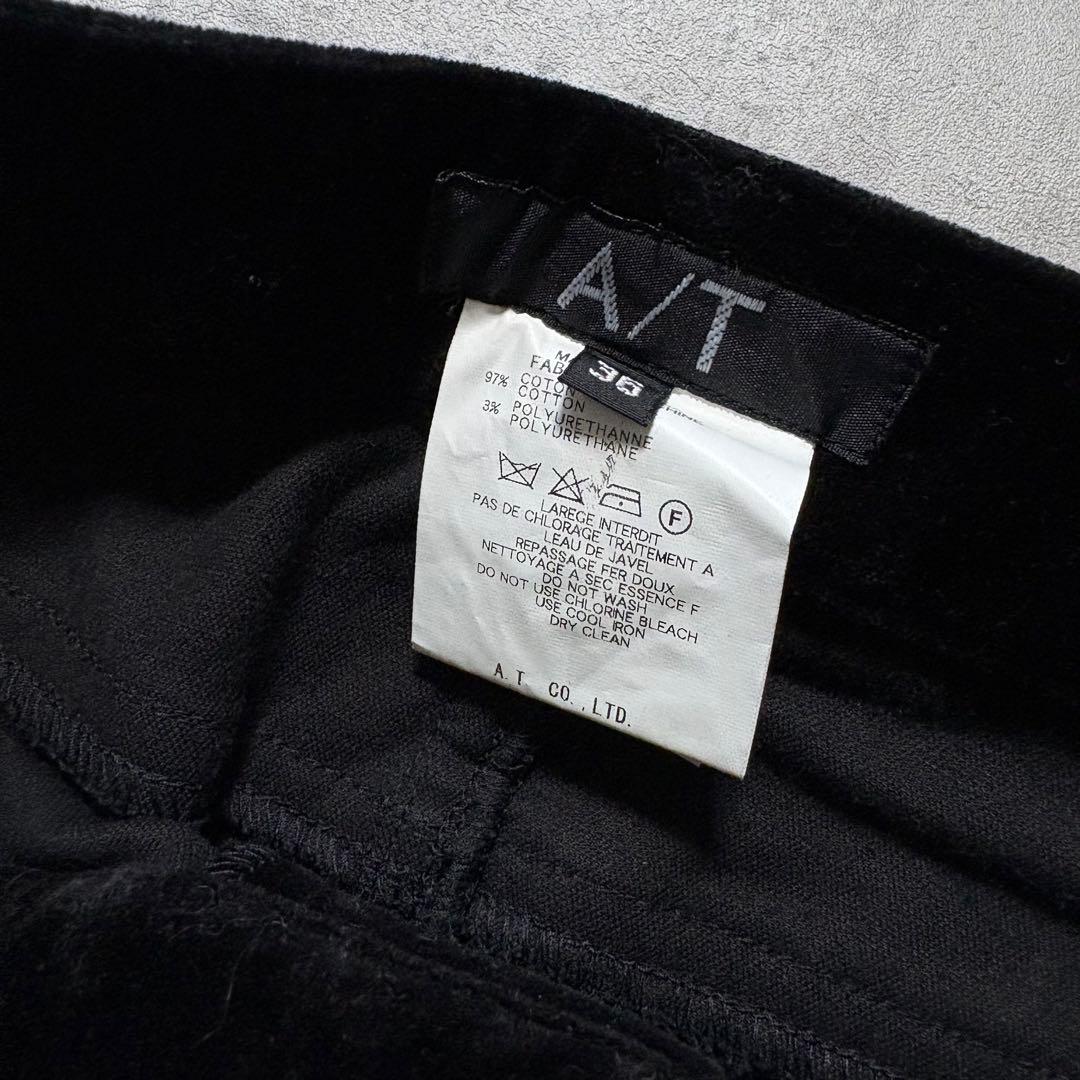 A/T
36
97% COTON
COTTON
3% POLYURETHANNE
POLYURETHANE
F
LAREGE INTERDIT
PAS DE CHLORAGE TRAITEMENT A
LEAU DE JAVEL
REPASSAGE FER DOUX
NETTOYAGE A SEC ESSENCE F
DO NOT WASH
DO NOT USE CHLORINE BLEACH
USE COOL IRON
DRY CLEAN
A.T. CO.,LTD.